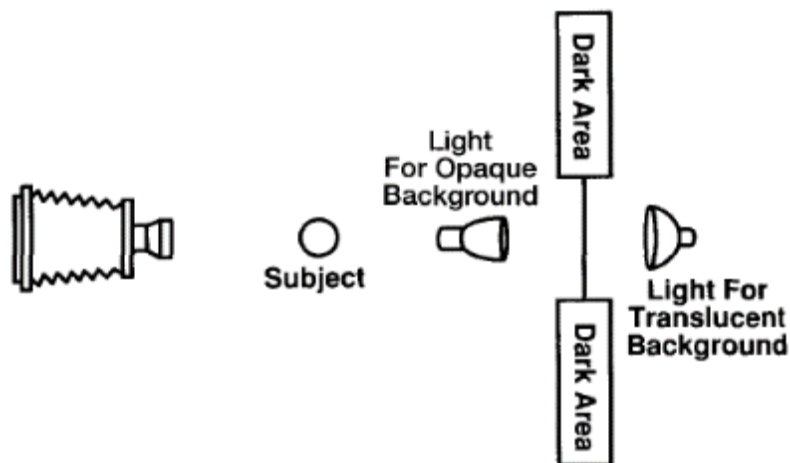 Dark Area
Light
For Opaque
Background
Subject
Light For
Translucent
Background
Dark Area